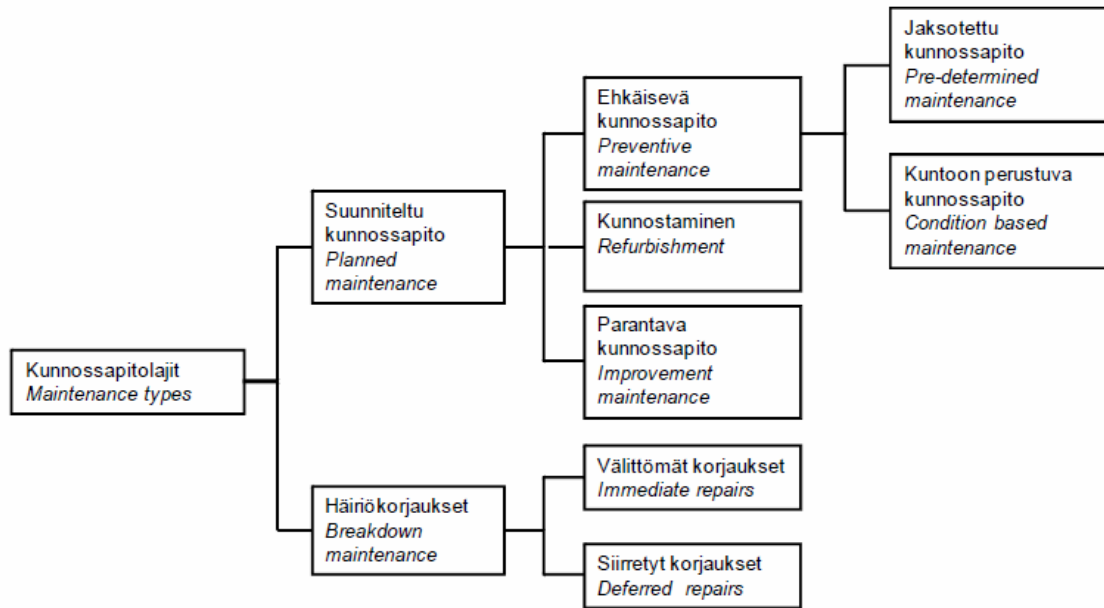 Kunnossapitolajit
Maintenance types
Suunniteltu
kunnossapito
Planned
maintenance
Ehkäisevä
kunnossapito
Preventive
maintenance
Jaksotettu
kunnossapito
Pre-determined
maintenance
Kuntoon perustuva
kunnossapito
Condition based
maintenance
Kunnostaminen
Refurbishment
Parantava
kunnossapito
Improvement
maintenance
Häiriökorjaukset
Breakdown
maintenance
Välittömät korjaukset
Immediate repairs
Siirretyt korjaukset
Deferred repairs